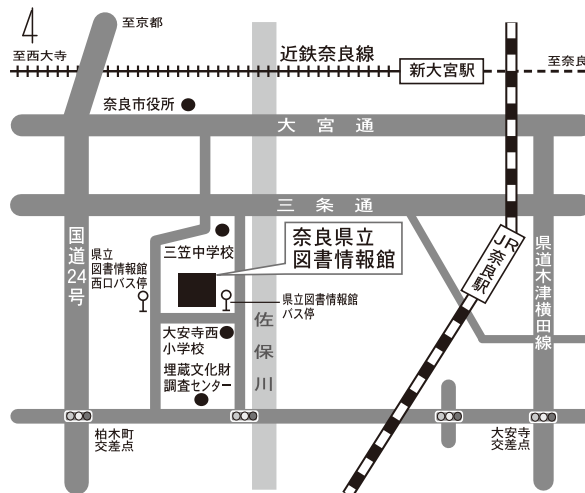 至京都
至西大寺
近鉄奈良線
新大宮駅
至奈良
奈良市役所
大宮通
三条通
国道24号
三笠中学校
奈良県立
図書情報館
県立
図書情報館
西口バス停
県立図書情報館
バス停
JR奈良駅
県道木津横田線
佐保川
大安寺西
小学校
埋蔵文化財
調査センター
柏木町
交差点
大安寺
交差点